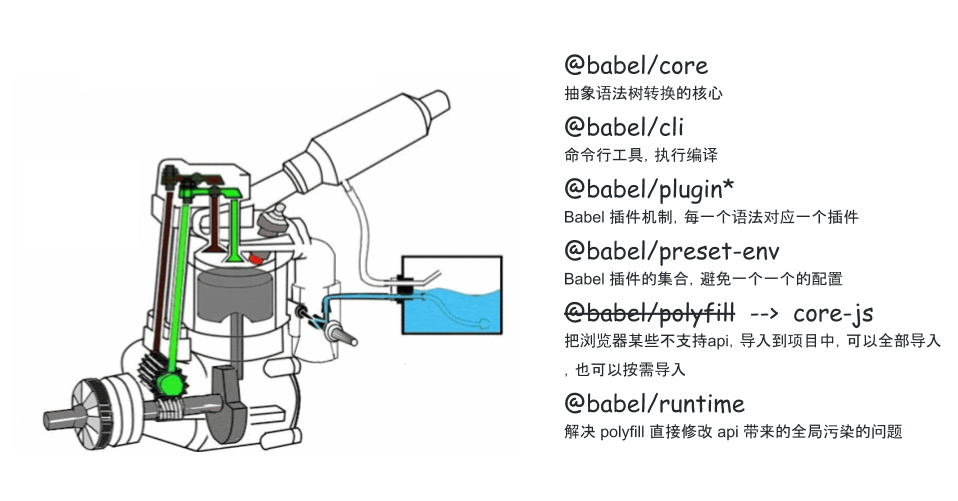 @babel/core
抽象语法树转换的核心
@babel/cli
命令行工具, 执行编译
@babel/plugin*
Babel 插件机制, 每一个语法对应一个插件
@babel/preset-env
Babel 插件的集合, 避免一个一个的配置
@babel/polyfill --> core-js
把浏览器某些不支持api, 导入到项目中, 可以全部导入
, 也可以按需导入
@babel/runtime
解决 polyfill 直接修改 api 带来的全局污染的问题